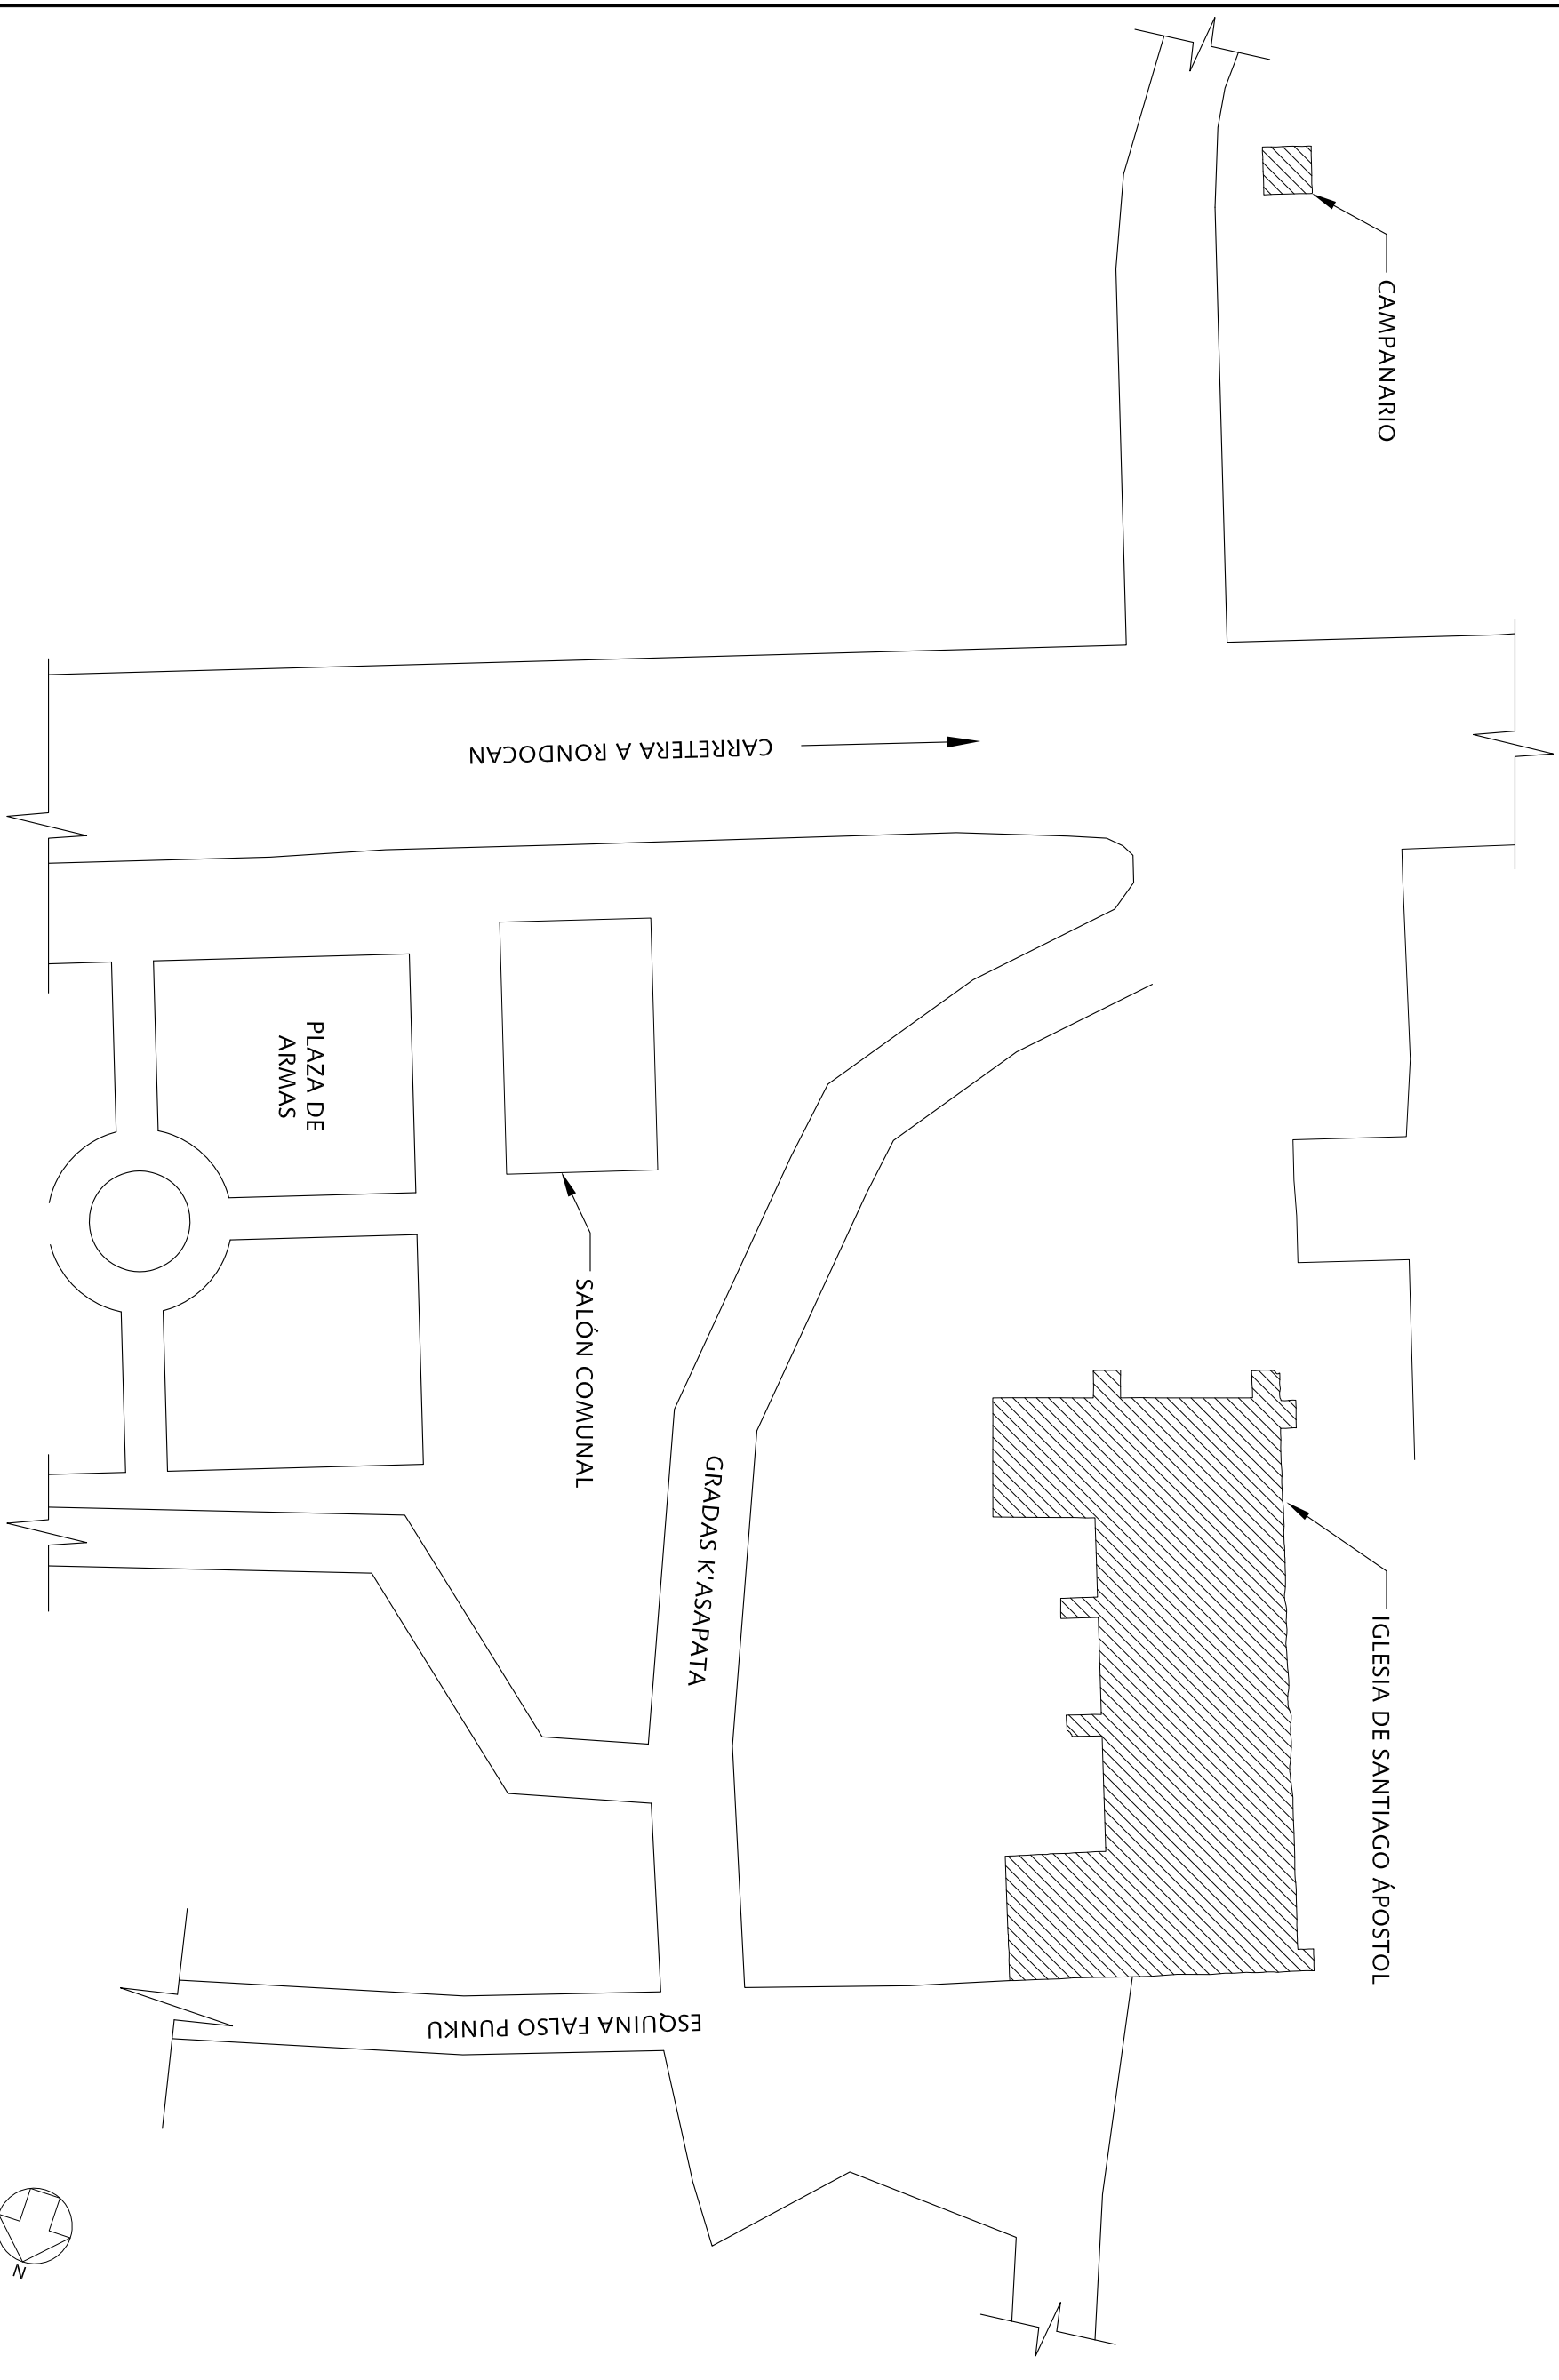 CAMPANARIO
CARRETERA A RONDOCAN
PLAZA DE
ARMAS
SALÓN COMUNAL
GRADAS K'ASAPATA
IGLESIA DE SANTIAGO ÁPOSTOL
ESQUINA FALSO PUNKU
N